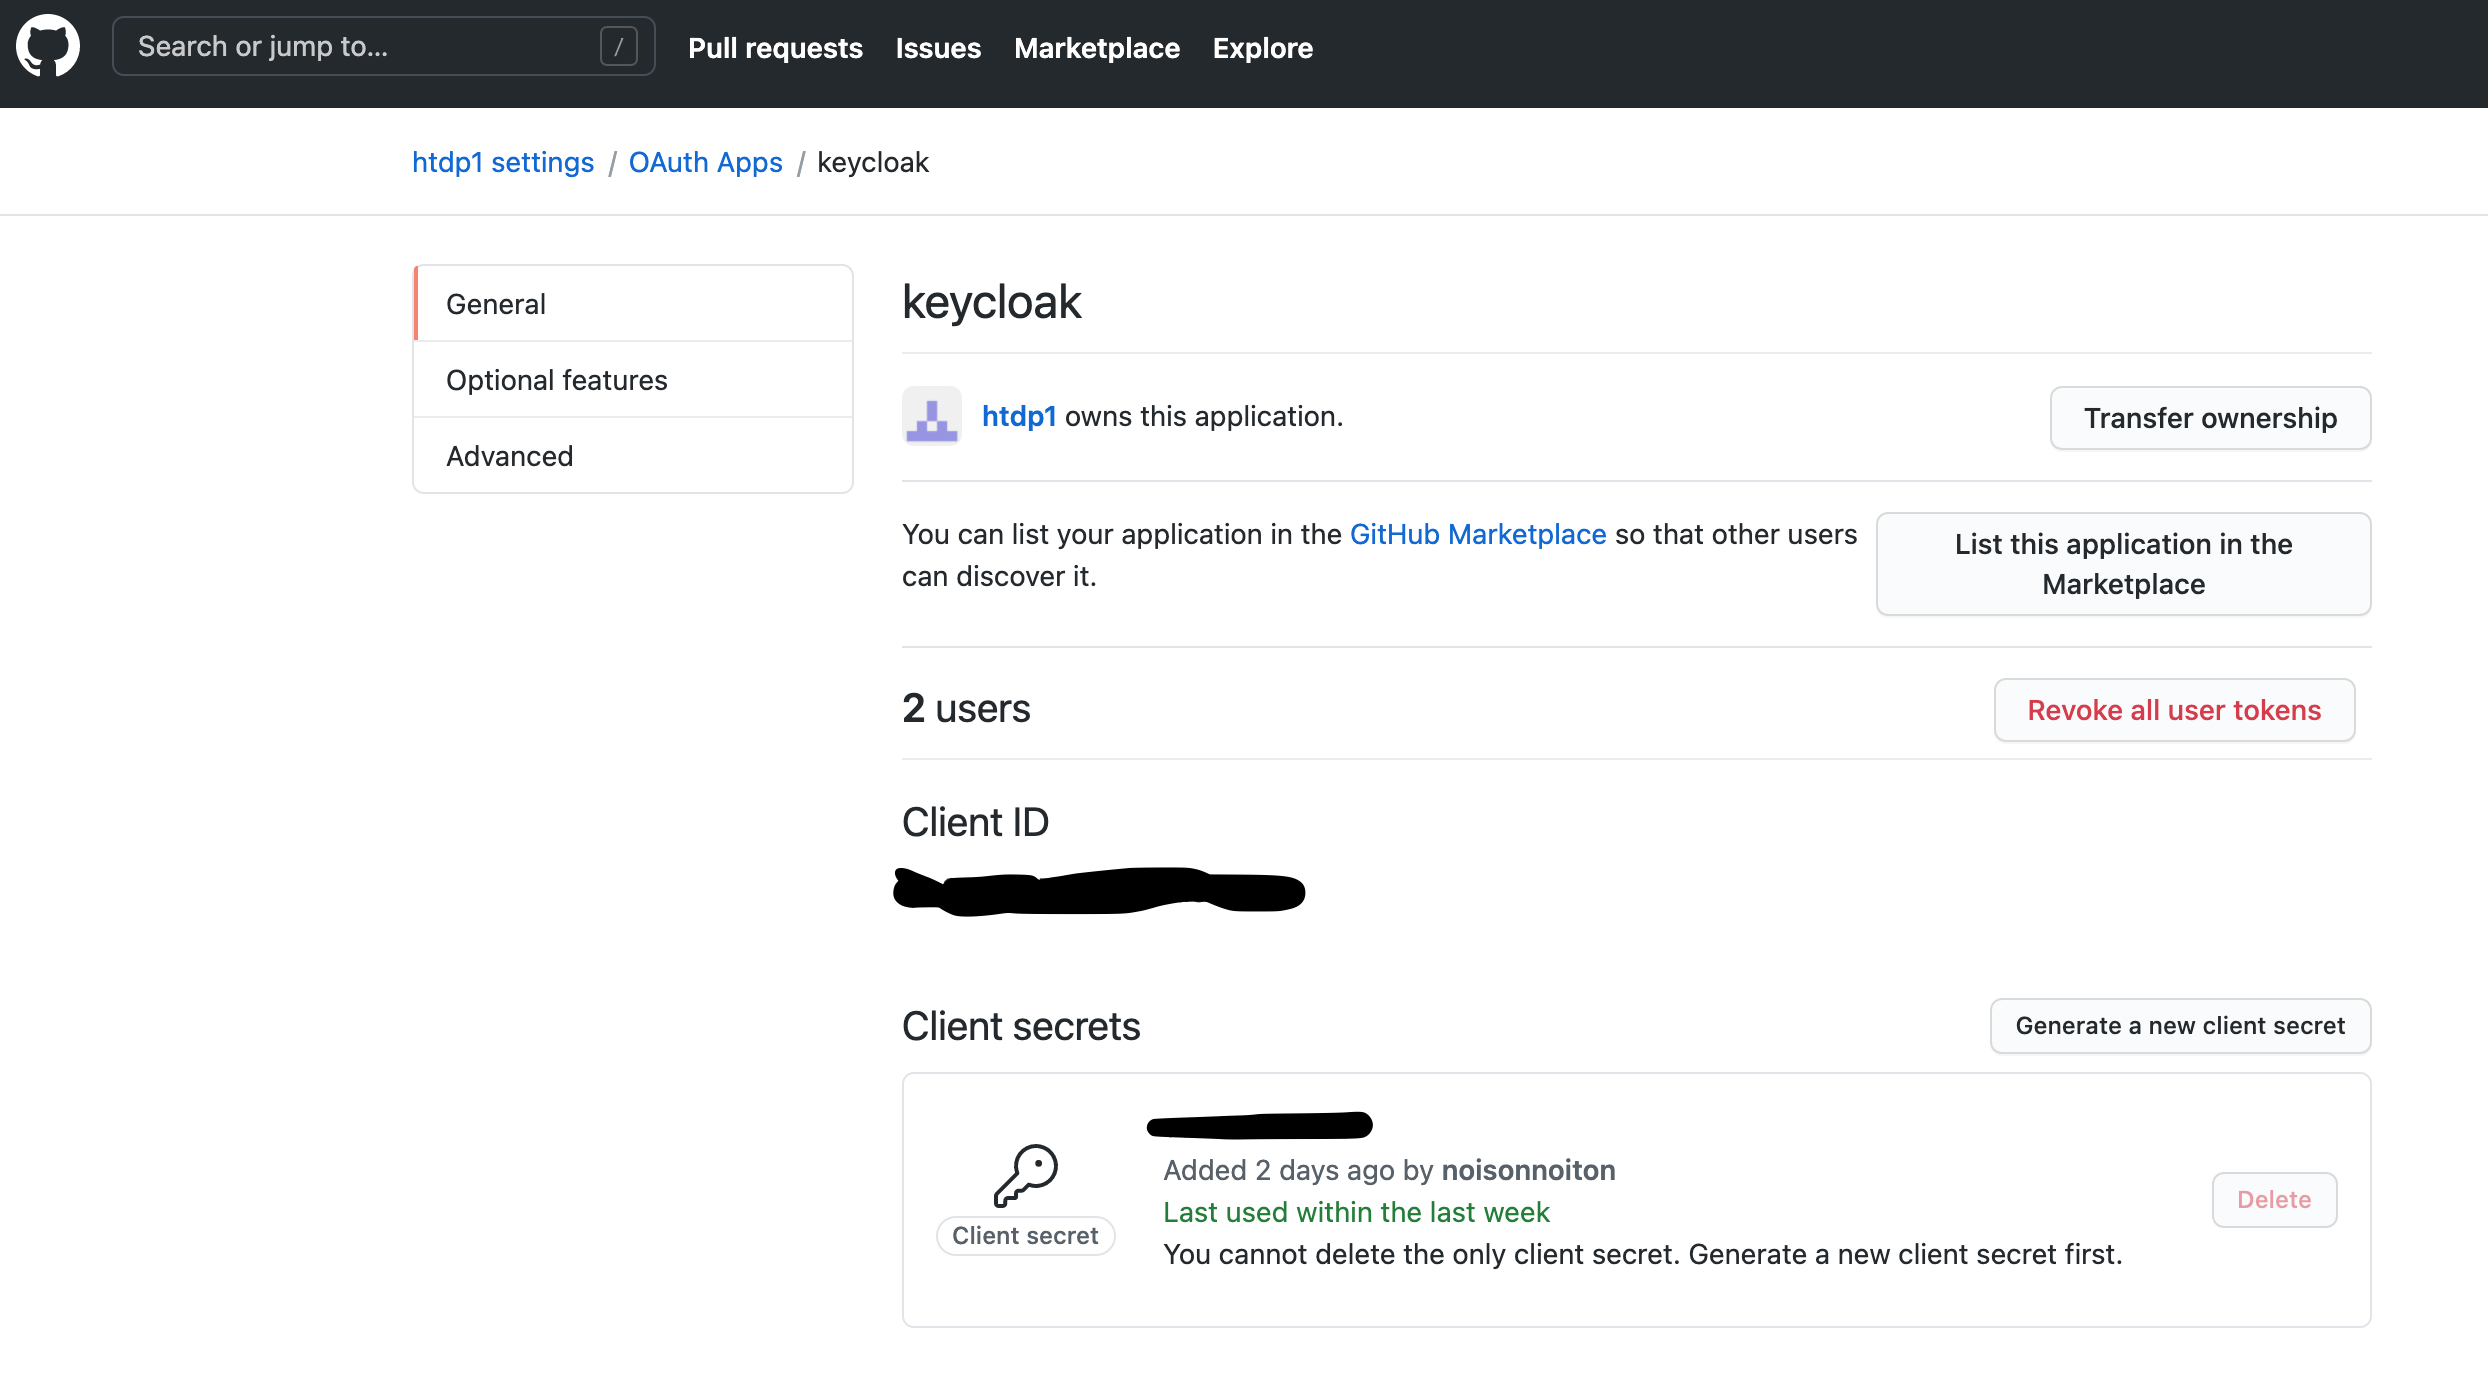 Search or jump to... /
Pull requests Issues Marketplace Explore
htdp1 settings / OAuth Apps / keycloak
General
Optional features
Advanced
keycloak
htdp1 owns this application.
Transfer ownership
You can list your application in the GitHub Marketplace so that other users
can discover it.
List this application in the
Marketplace
2 users
Revoke all user tokens
Client ID
Client secrets
Generate a new client secret
Client secret
Added 2 days ago by noisonnoiton
Last used within the last week
You cannot delete the only client secret. Generate a new client secret first.
Delete